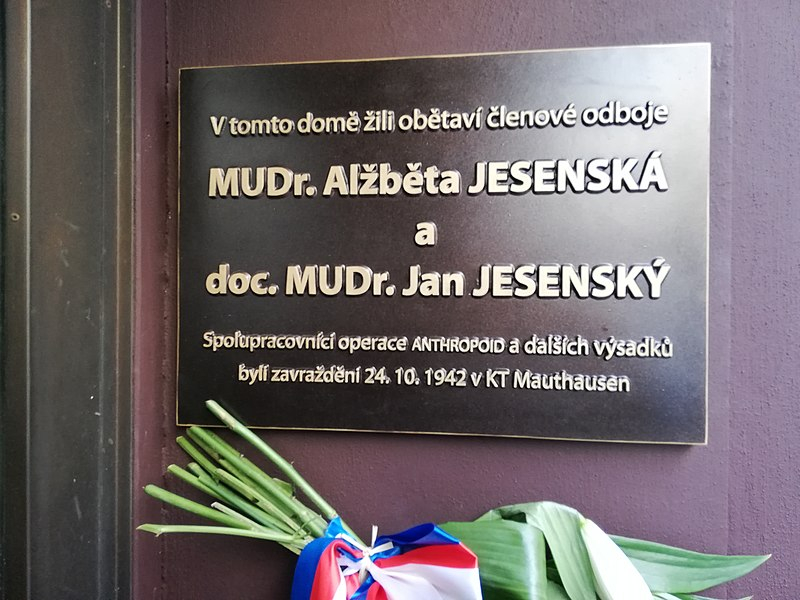 V tomto domě žili obětaví členové odboje
MUDr. Alžběta JESENSKÁ
a
doc. MUDr. Jan JESENSKÝ
Spolupracovníci operace ANTHROPOID a dalších výsadků
byli zavražděni 24. 10. 1942 v KT Mauthausen